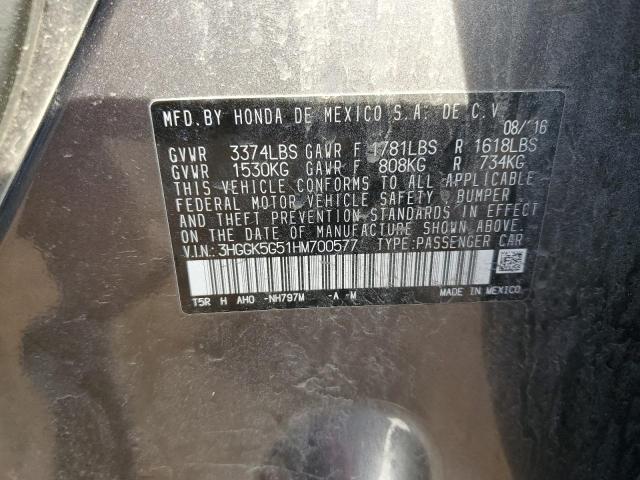 MFD.BY HONDA DE MEXICO S.A. DE C.V.
08/'16
GVWR 3374LBS GAWR F 1781LBS R 1618LBS
GVWR 1530KG GAWR F 808KG R 734KG
THIS VEHICLE CONFORMS TO ALL APPLICABLE
FEDERAL MOTOR VEHICLE SAFETY, BUMPER,
AND THEFT PREVENTION STANDARDS IN EFFECT
ON THE DATE OF MANUFACTURE SHOWN ABOVE.
V.I.N.:3HGGK5G51HM700577 TYPE:PASSENGER CAR
T5R H AHO -NH797M -A M
MADE IN MEXICO